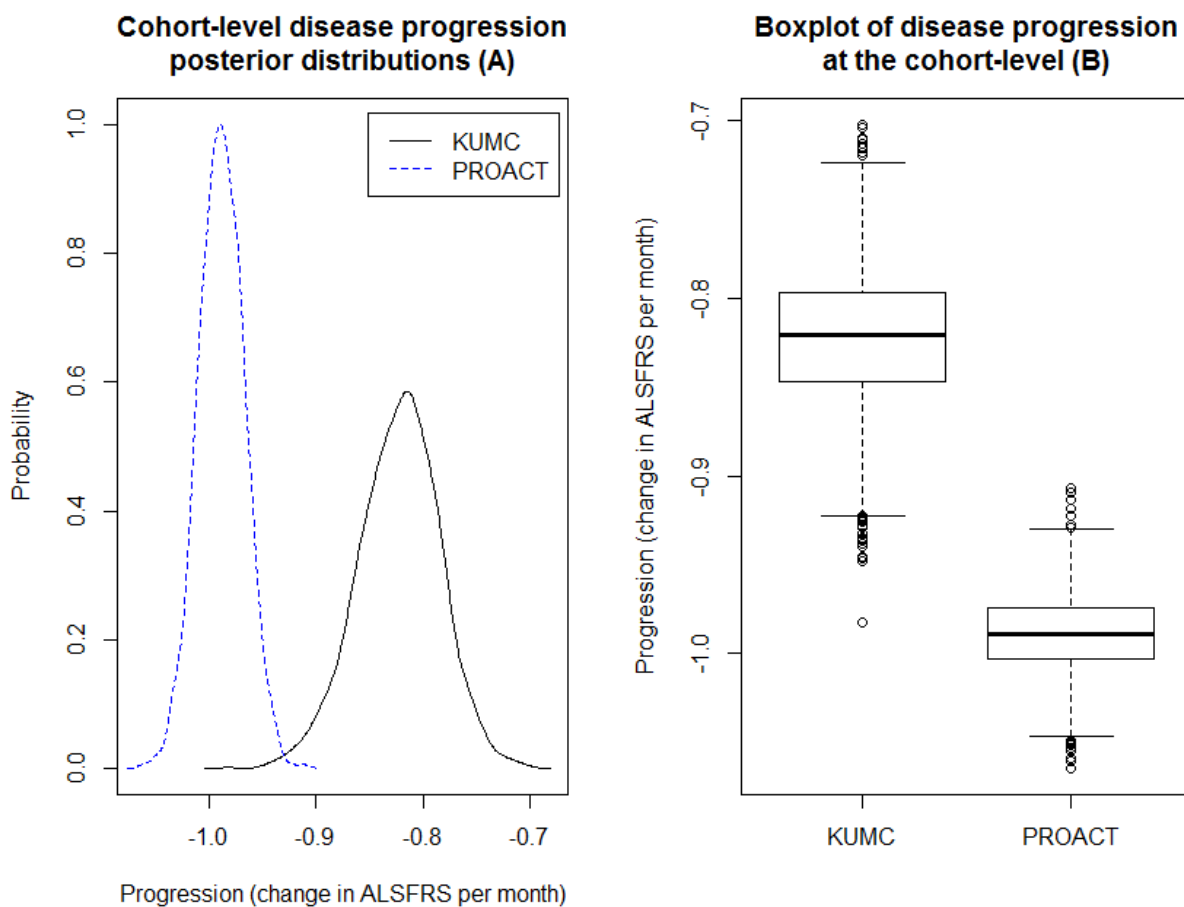 Cohort-level disease progression
posterior distributions (A)
KUMC
PROACT
1.0
0.8
0.6
0.4
0.2
0.0
Probability
-1.0
-0.9
-0.8
-0.7
Progression (change in ALSFRS per month)
Boxplot of disease progression
at the cohort-level (B)
-0.7
-0.8
-0.9
-1.0
Progression (change in ALSFRS per month)
KUMC
PROACT